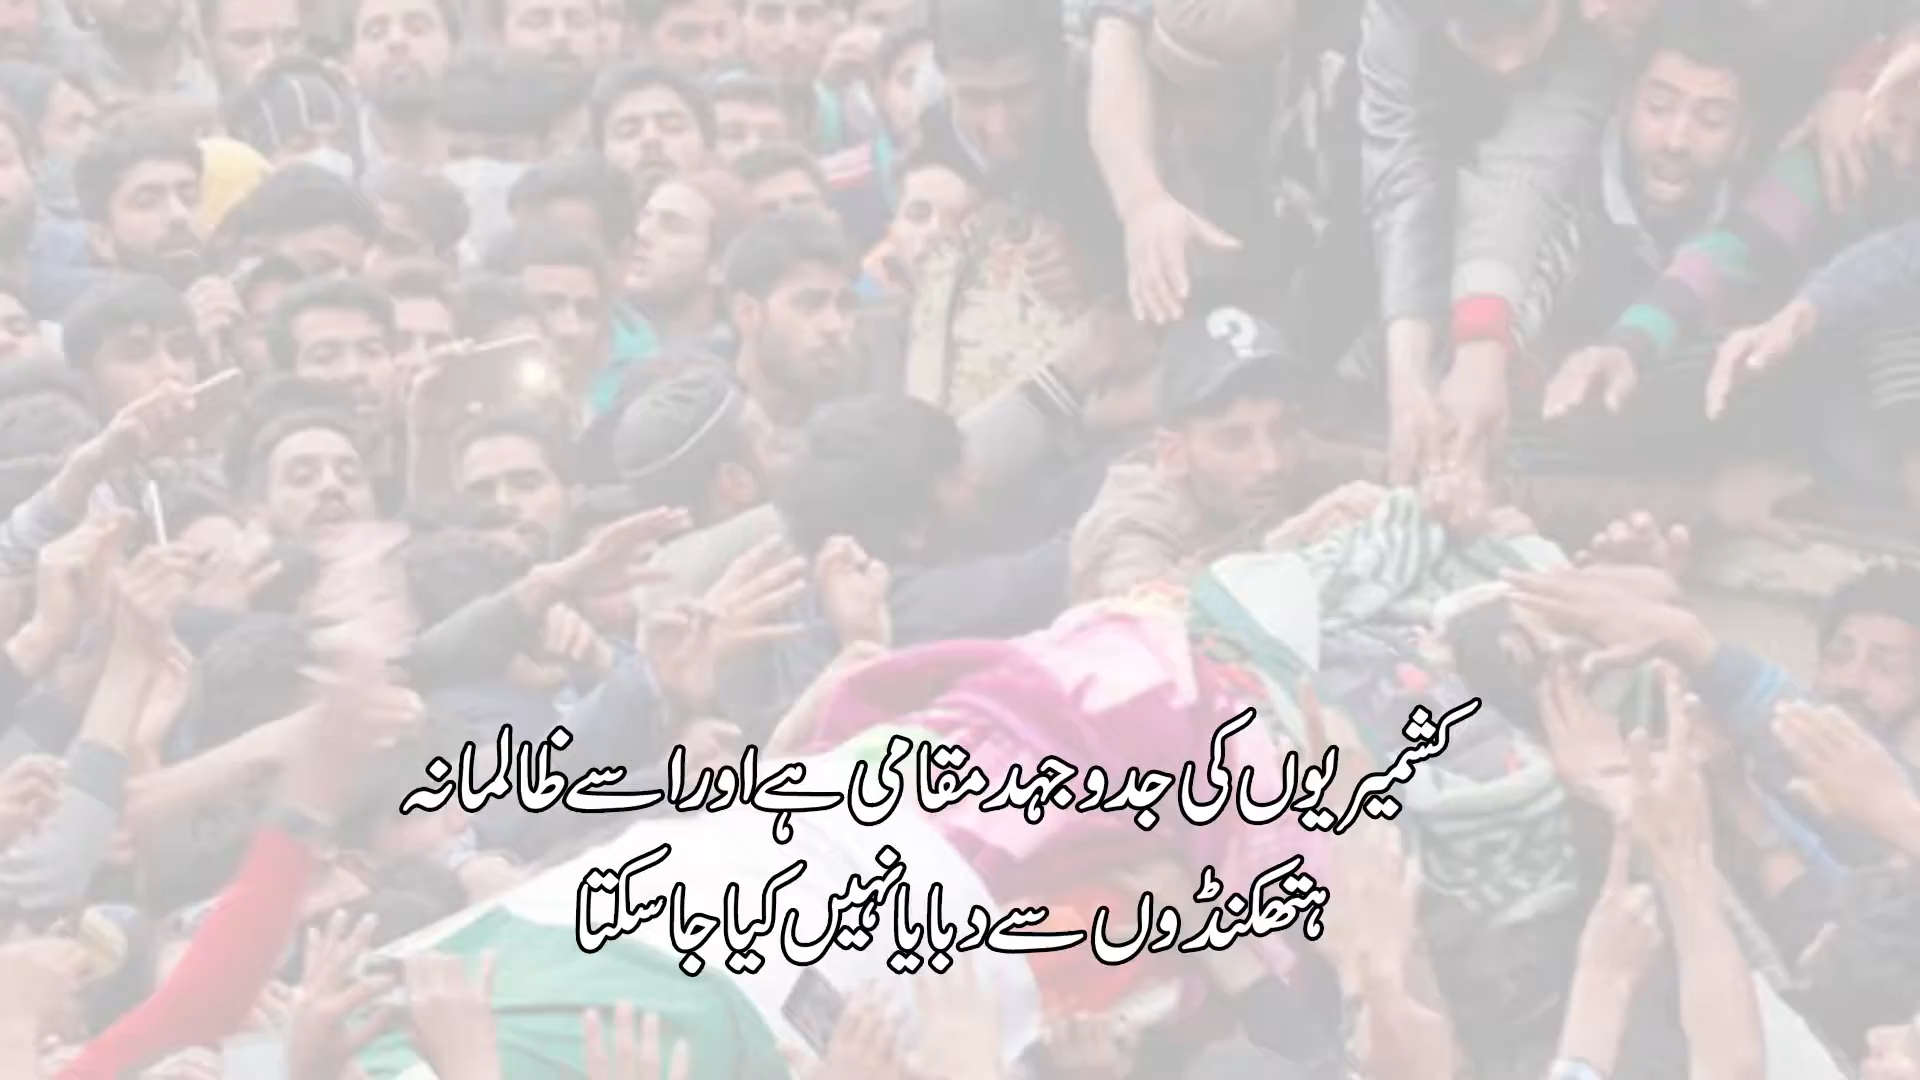 کشمیریوں کی جدوجہد مقامی ہے اور اسے ظالمانہ
ہتھکنڈوں سے دبایا نہیں کیا جا سکتا